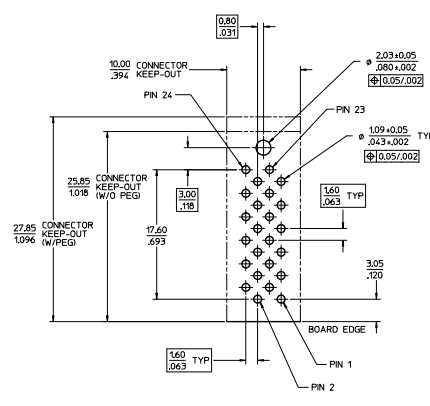 0.80
.031
10.00
.394
CONNECTOR
KEEP-OUT
2.03±0.05
ø
.080±.002
⌖ 0.05/.002
PIN 24
PIN 23
1.09±0.05
ø TYP
.043±.002
⌖ 0.05/.002
25.85
1.018
CONNECTOR
KEEP-OUT
(W/O PEG)
3.00
.118
1.60
.063
TYP
27.85
1.096
CONNECTOR
KEEP-OUT
(W/PEG)
17.60
.693
3.05
.120
BOARD EDGE
1.60
.063
TYP
PIN 1
PIN 2